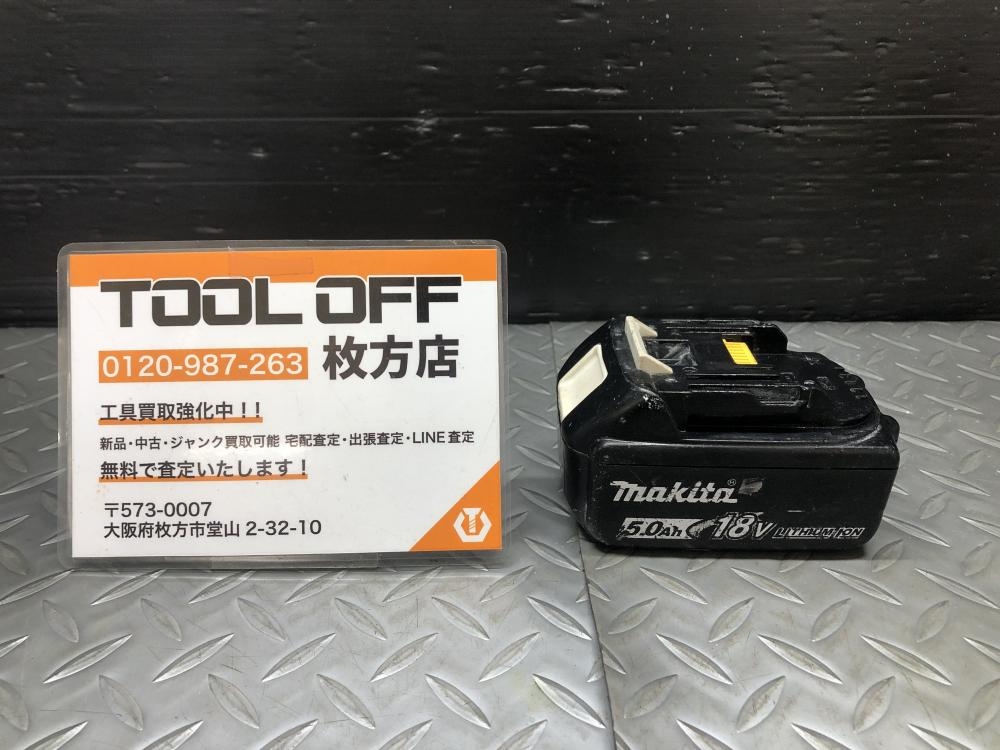 TOOL OFF
0120-987-263 枚方店
工具買取強化中！！
新品・中古・ジャンク買取可能 宅配査定・出張査定・LINE査定
無料で査定いたします！
〒573-0007
大阪府枚方市堂山 2-32-10
makita®
5.0Ah 18V LITHIUM-ION